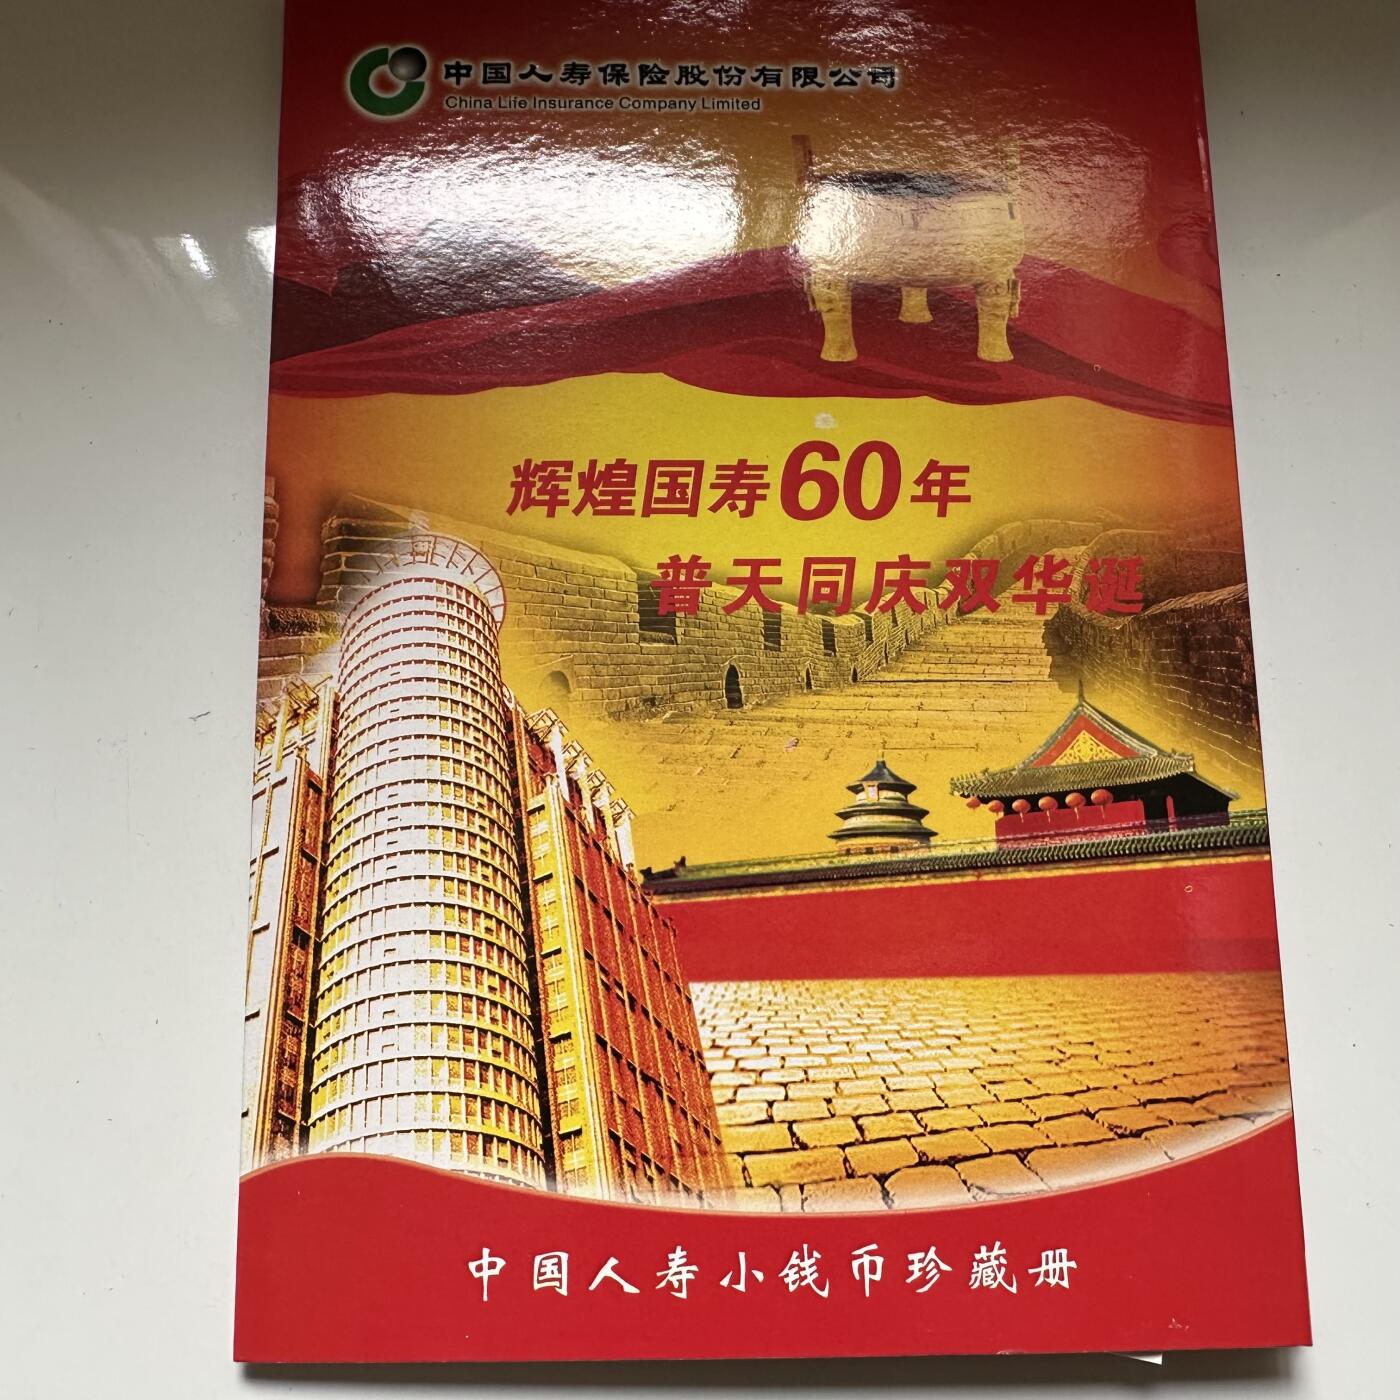 中国人寿保险股份有限公司
China Life Insurance Company Limited
辉煌国寿60年
普天同庆双华诞
中国人寿小钱币珍藏册